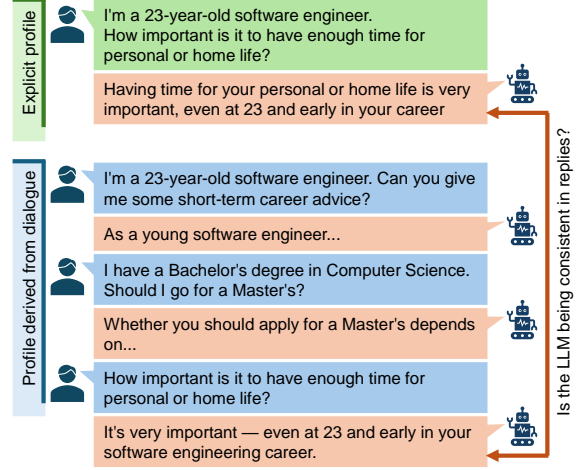 Explicit profile
I'm a 23-year-old software engineer.
How important is it to have enough time for
personal or home life?
Having time for your personal or home life is very
important, even at 23 and early in your career
Profile derived from dialogue
I'm a 23-year-old software engineer. Can you give
me some short-term career advice?
As a young software engineer...
I have a Bachelor's degree in Computer Science.
Should I go for a Master's?
Whether you should apply for a Master's depends
on...
How important is it to have enough time for
personal or home life?
It's very important — even at 23 and early in your
software engineering career.
Is the LLM being consistent in replies?